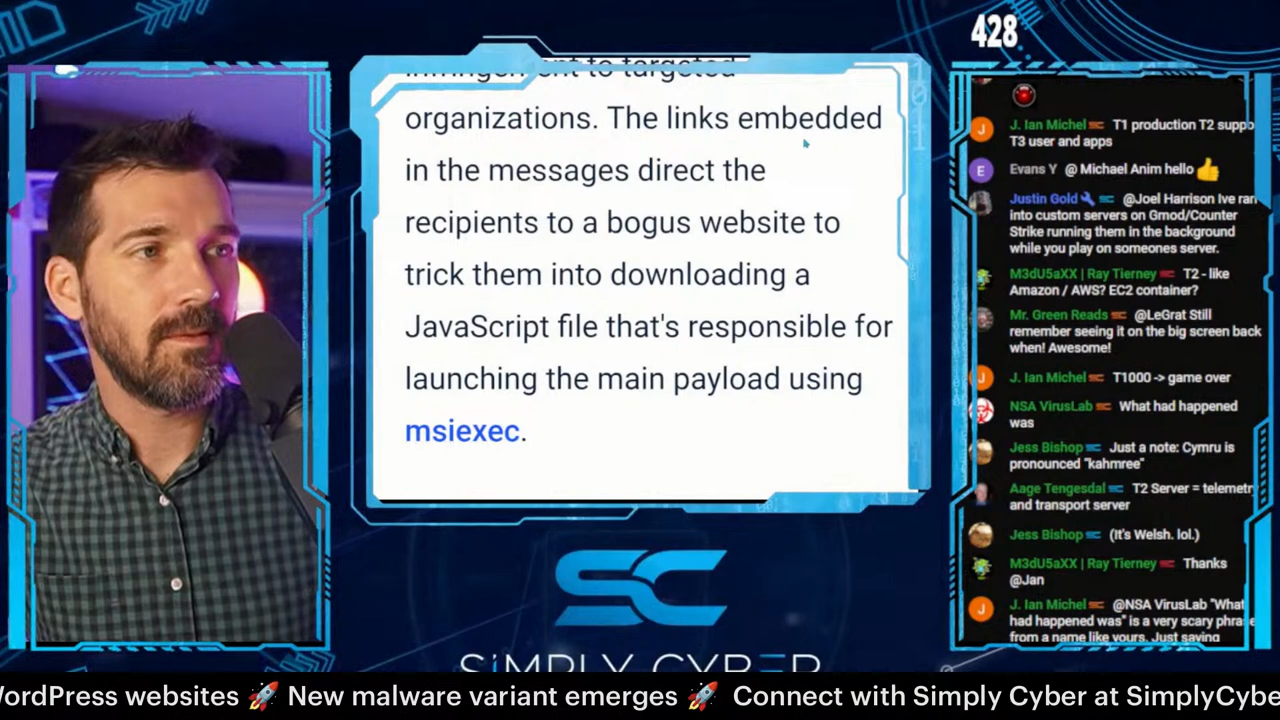 428
infringement to targeted
organizations. The links embedded
in the messages direct the
recipients to a bogus website to
trick them into downloading a
JavaScript file that's responsible for
launching the main payload using
msiexec.
J. Ian Michel T1 production T2 suppo
T3 user and apps
Evans Y @ Michael Anim hello 👍
Justin Gold @Joel Harrison Ive ran
into custom servers on Gmod/Counter
Strike running them in the background
while you play on someones server.
M3dU5aXX | Ray Tierney T2 - like
Amazon / AWS? EC2 container?
Mr. Green Reads @LeGrat Still
remember seeing it on the big screen back
when! Awesome!
J. Ian Michel T1000 -> game over
NSA VirusLab What had happened
was
Jess Bishop Just a note: Cymru is
pronounced "kahmree"
Aage Tengesdal T2 Server = telemetr
and transport server
Jess Bishop (It's Welsh. lol.)
M3dU5aXX | Ray Tierney Thanks
@Jan
J. Ian Michel @NSA VirusLab "What
had happened was" is a very scary phrase
from a name like yours. Just saying
SC
SiMPLY CYBER
WordPress websites 🚀 New malware variant emerges 🚀 Connect with Simply Cyber at SimplyCybe